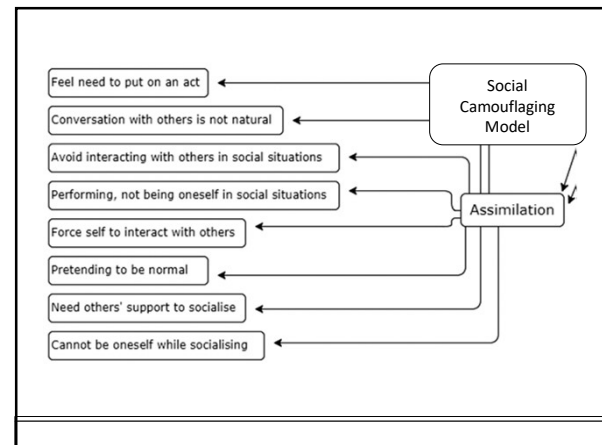 Feel need to put on an act
Conversation with others is not natural
Avoid interacting with others in social situations
Performing, not being oneself in social situations
Force self to interact with others
Pretending to be normal
Need others' support to socialise
Cannot be oneself while socialising
Social
Camouflaging
Model
Assimilation